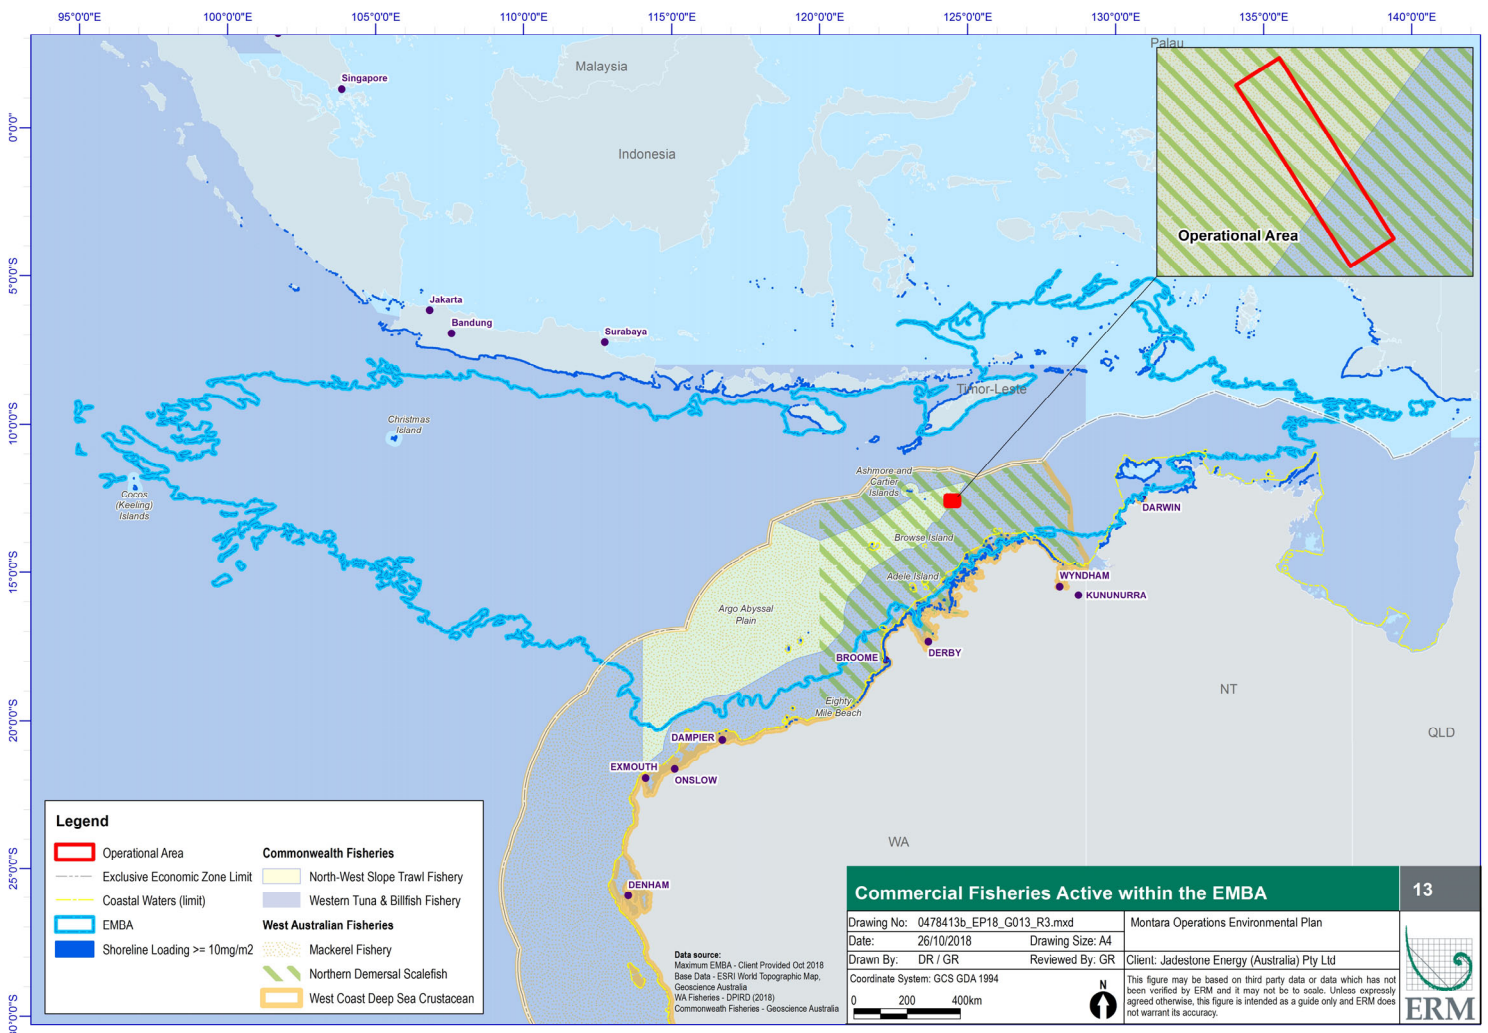 95°0'0"E
100°0'0"E
105°0'0"E
110°0'0"E
115°0'0"E
120°0'0"E
125°0'0"E
130°0'0"E
135°0'0"E
140°0'0"E
0°0'0"
5°0'0"S
10°0'0"S
15°0'0"S
20°0'0"S
25°0'0"S
0°0'0"S
Palau
Malaysia
Singapore
Indonesia
Operational Area
Jakarta
Bandung
Surabaya
Timor-Leste
Christmas
Island
Ashmore and
Cartier
Islands
Cocos
(Keeling)
Islands
DARWIN
Browse Island
Adele Island
WYNDHAM
KUNUNURRA
Argo Abyssal
Plain
BROOME
DERBY
NT
Eighty
Mile Beach
QLD
DAMPIER
EXMOUTH
ONSLOW
WA
DENHAM
Legend
Operational Area
Exclusive Economic Zone Limit
Coastal Waters (limit)
EMBA
Shoreline Loading >= 10mg/m2
Commonwealth Fisheries
North-West Slope Trawl Fishery
Western Tuna & Billfish Fishery
West Australian Fisheries
Mackerel Fishery
Northern Demersal Scalefish
West Coast Deep Sea Crustacean
Data source:
Maximum EMBA - Client Provided Oct 2018
Base Data - ESRI World Topographic Map,
Geoscience Australia
WA Fisheries - DPIRD (2018)
Commonwealth Fisheries - Geoscience Australia
Commercial Fisheries Active within the EMBA
13
Drawing No: 0478413b_EP18_G013_R3.mxd
Montara Operations Environmental Plan
Date: 26/10/2018 Drawing Size: A4
Drawn By: DR / GR Reviewed By: GR
Client: Jadestone Energy (Australia) Pty Ltd
Coordinate System: GCS GDA 1994
0 200 400km
N
This figure may be based on third party data or data which has not
been verified by ERM and it may not be to scale. Unless expressly
agreed otherwise, this figure is intended as a guide only and ERM does
not warrant its accuracy.
ERM